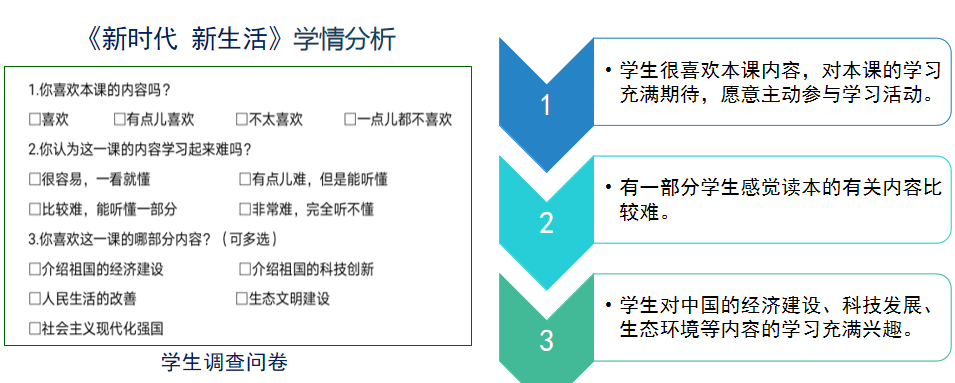 《新时代 新生活》学情分析
1.你喜欢本课的内容吗？
□喜欢 □有点儿喜欢 □不太喜欢 □一点儿都不喜欢
2.你认为这一课的内容学习起来难吗？
□很容易，一看就懂 □有点儿难，但是能听懂
□比较难，能听懂一部分 □非常难，完全听不懂
3.你喜欢这一课的哪部分内容？（可多选）
□介绍祖国的经济建设 □介绍祖国的科技创新
□人民生活的改善 □生态文明建设
□社会主义现代化强国
学生调查问卷
1
• 学生很喜欢本课内容，对本课的学习
充满期待，愿意主动参与学习活动。
2
• 有一部分学生感觉读本的有关内容比
较难。
3
• 学生对中国的经济建设、科技发展、
生态环境等内容的学习充满兴趣。